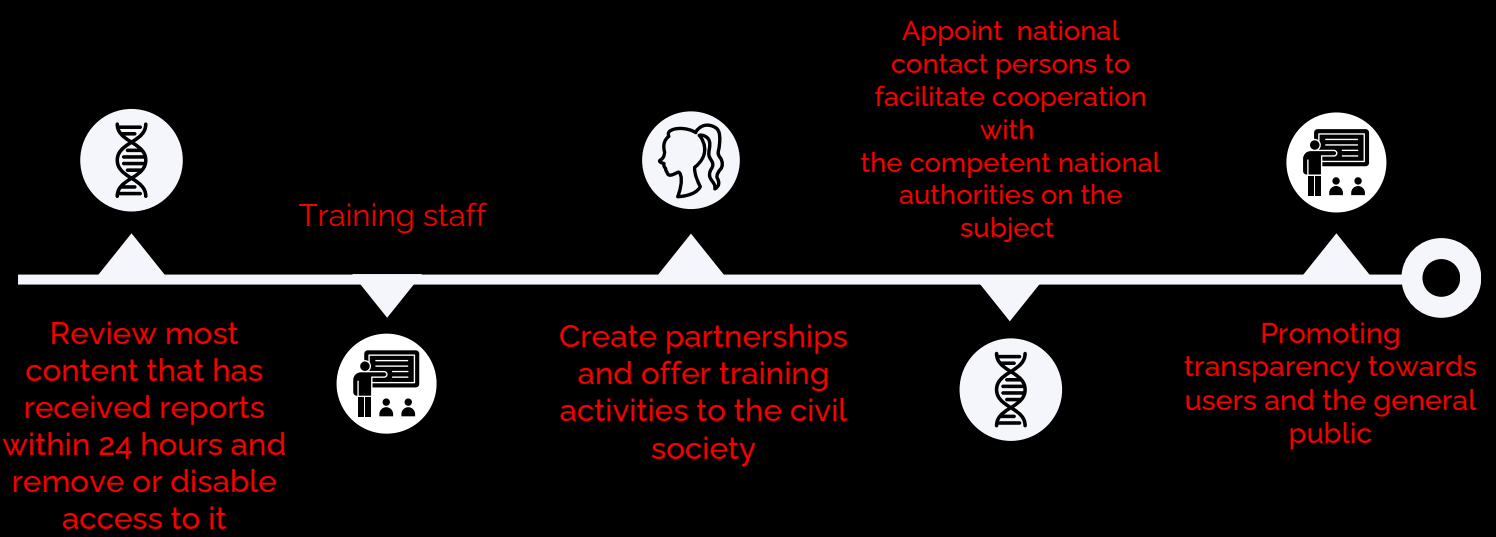 Review most
content that has
received reports
within 24 hours and
remove or disable
access to it
Training staff
Create partnerships
and offer training
activities to the civil
society
Appoint  national
contact persons to
facilitate cooperation
with
the competent national
authorities on the
subject
Promoting
transparency towards
users and the general
public